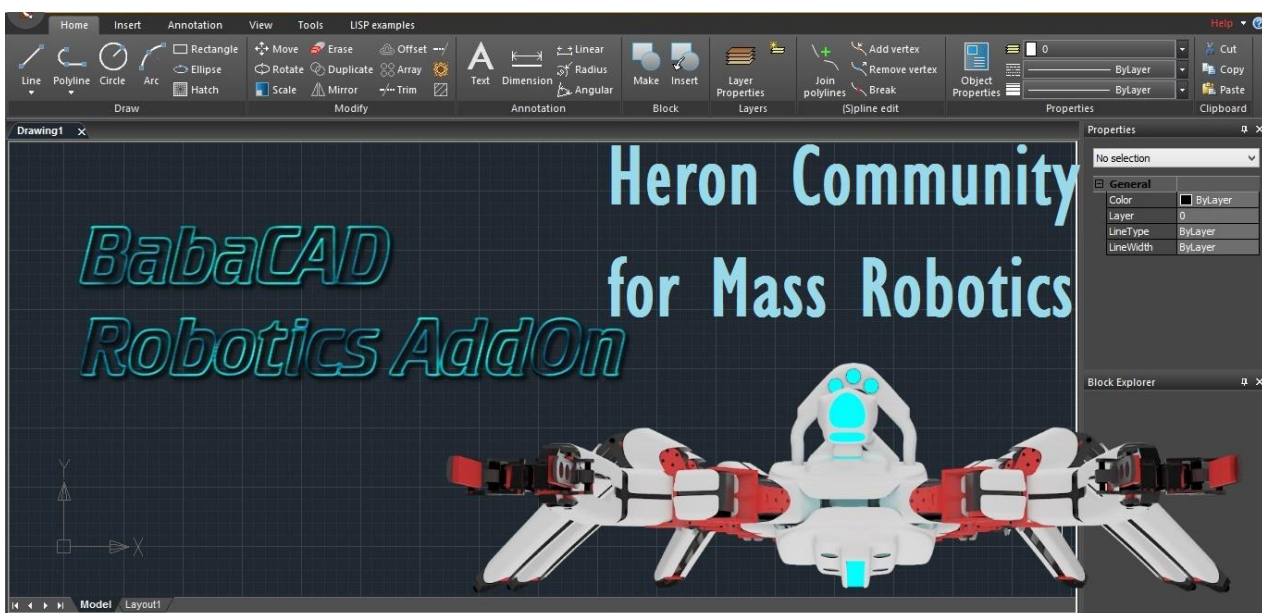 Home Insert Annotation View Tools LISP examples Help
Line Polyline Circle Arc
Rectangle
Ellipse
Hatch
Draw
Move Erase Offset
Rotate Duplicate Array
Scale Mirror Trim
Modify
Text Dimension
Linear
Radius
Angular
Annotation
Make Insert
Block
Layer
Properties
Layers
Join
polylines
Add vertex
Remove vertex
Break
(S)pline edit
Object
Properties
0
ByLayer
ByLayer
Properties
Cut
Copy
Paste
Clipboard
Drawing1
BabaCAD
Robotics AddOn
Heron Community
for Mass Robotics
Y
X
Model Layout1
Properties
No selection
General
Color ByLayer
Layer 0
LineType ByLayer
LineWidth ByLayer
Block Explorer